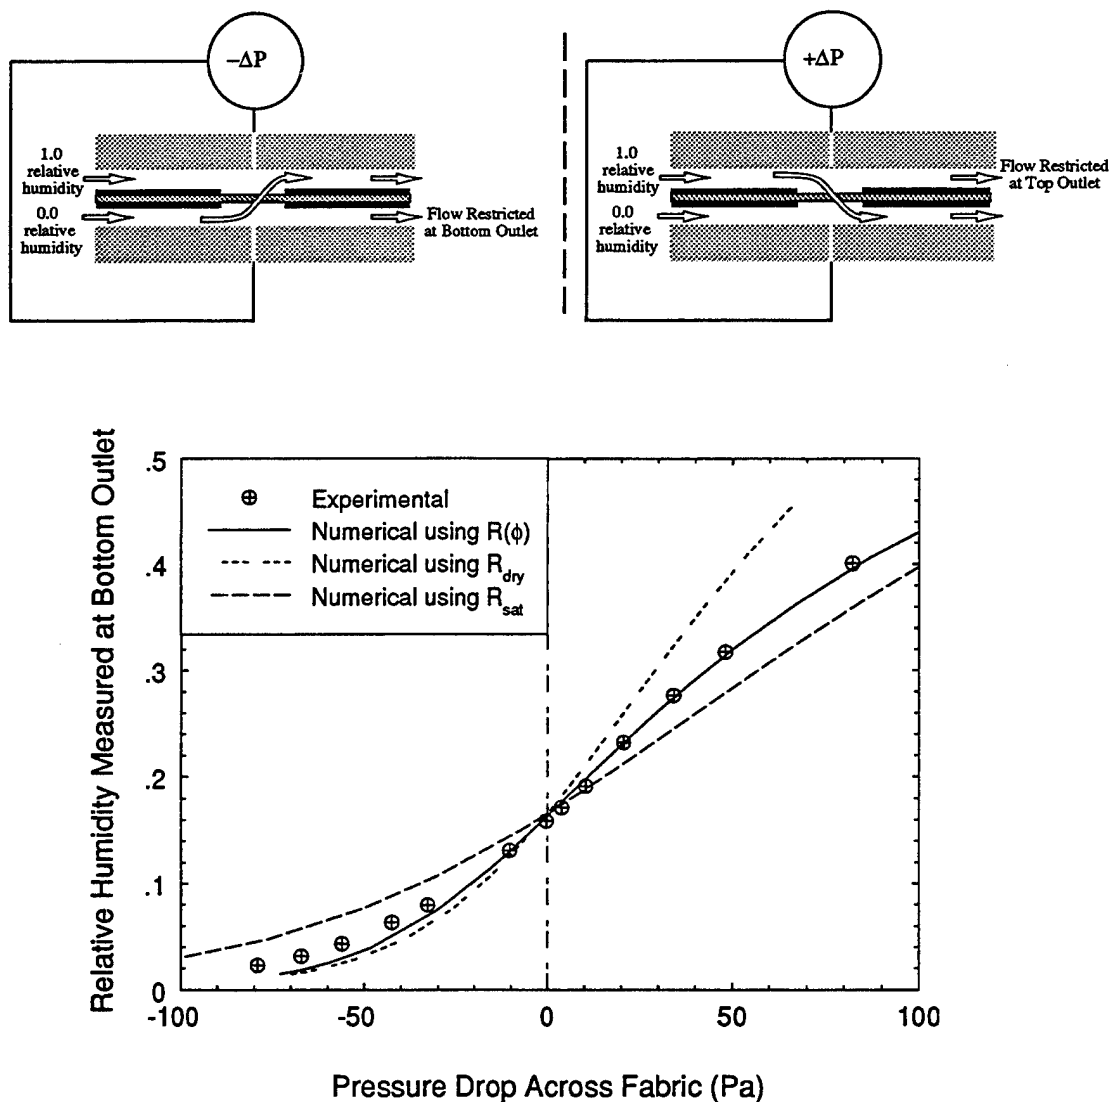 −ΔP
1.0
relative
humidity
0.0
relative
humidity
Flow Restricted
at Bottom Outlet
+ΔP
1.0
relative
humidity
0.0
relative
humidity
Flow Restricted
at Top Outlet
Relative Humidity Measured at Bottom Outlet
.5
.4
.3
.2
.1
0
Experimental
Numerical using R(ϕ)
Numerical using Rdry
Numerical using Rsat
-100
-50
0
50
100
Pressure Drop Across Fabric (Pa)